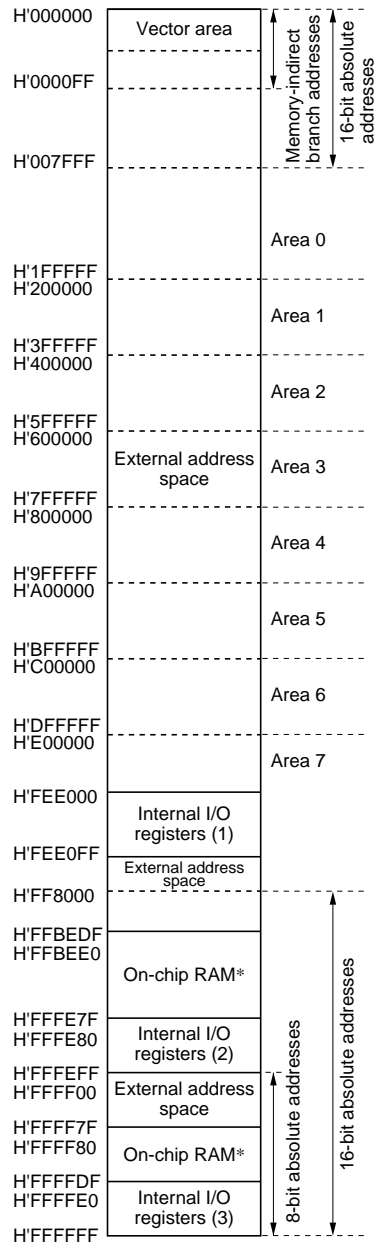 H'000000
Vector area
H'0000FF
Memory-indirect
branch addresses
16-bit absolute
addresses
H'007FFF
Area 0
H'1FFFFF
H'200000
Area 1
H'3FFFFF
H'400000
Area 2
H'5FFFFF
H'600000
External address
space
Area 3
H'7FFFFF
H'800000
Area 4
H'9FFFFF
H'A00000
Area 5
H'BFFFFF
H'C00000
Area 6
H'DFFFFF
H'E00000
Area 7
H'FEE000
Internal I/O
registers (1)
H'FEE0FF
External address
space
H'FF8000
H'FFBEDF
H'FFBEE0
On-chip RAM*
H'FFFE7F
H'FFFE80
Internal I/O
registers (2)
H'FFFEFF
H'FFFF00
External address
space
H'FFFF7F
H'FFFF80
On-chip RAM*
H'FFFFDF
H'FFFFE0
Internal I/O
registers (3)
H'FFFFFF
8-bit absolute addresses
16-bit absolute addresses